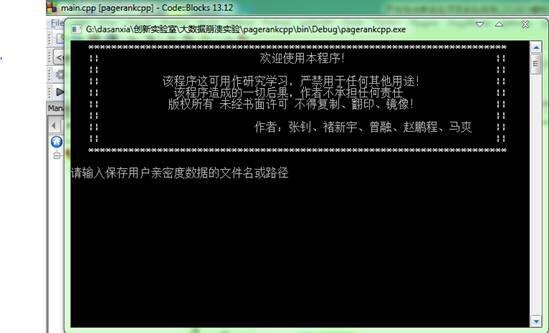 main.cpp [pagerankcpp] - Code::Blocks 13.12
G:\dasanxia\创新实验室\大数据崩溃实验\pagerankcpp\bin\Debug\pagerankcpp.exe
欢迎使用本程序!
该程序这可用作研究学习，严禁用于任何其他用途!
该程序造成的一切后果，作者不承担任何责任
版权所有 未经书面许可 不得复制、翻印、镜像!
作者：张钊、褚新宇、曾融、赵鹏程、马爽
请输入保存用户亲密度数据的文件名或路径